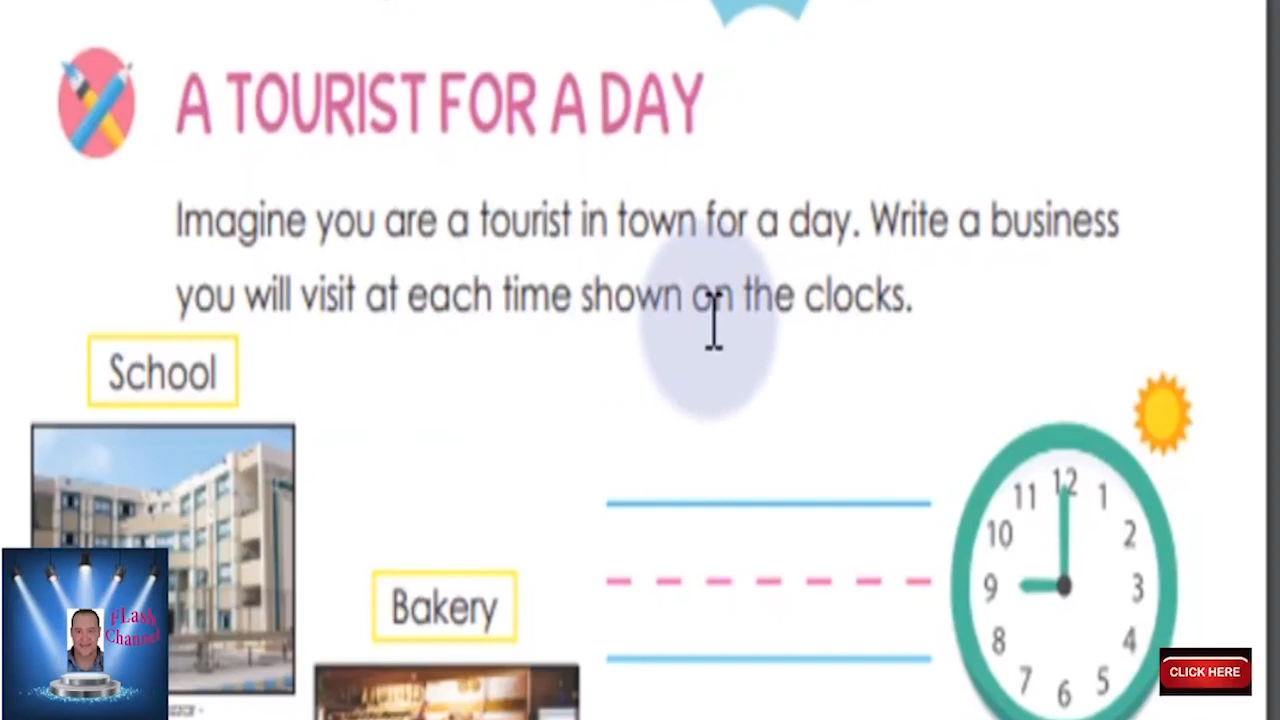 A TOURIST FOR A DAY
Imagine you are a tourist in town for a day. Write a business
you will visit at each time shown on the clocks.
School
Bakery
12
1
2
3
4
5
6
7
8
9
10
11
FLash
Channel
CLICK HERE